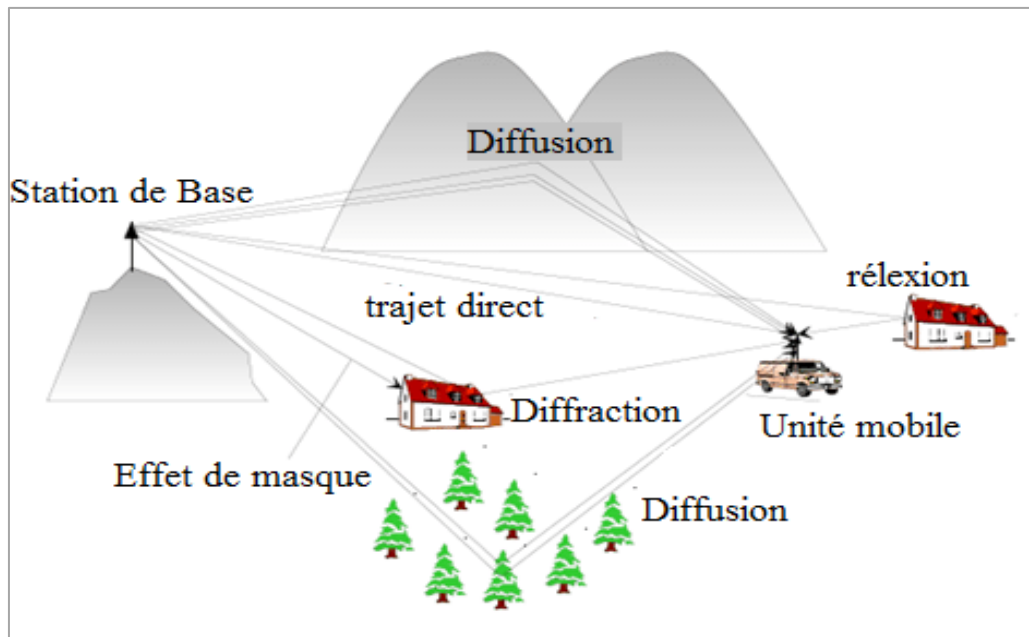 Diffusion
Station de Base
rélexion
trajet direct
Diffraction
Unité mobile
Effet de masque
Diffusion